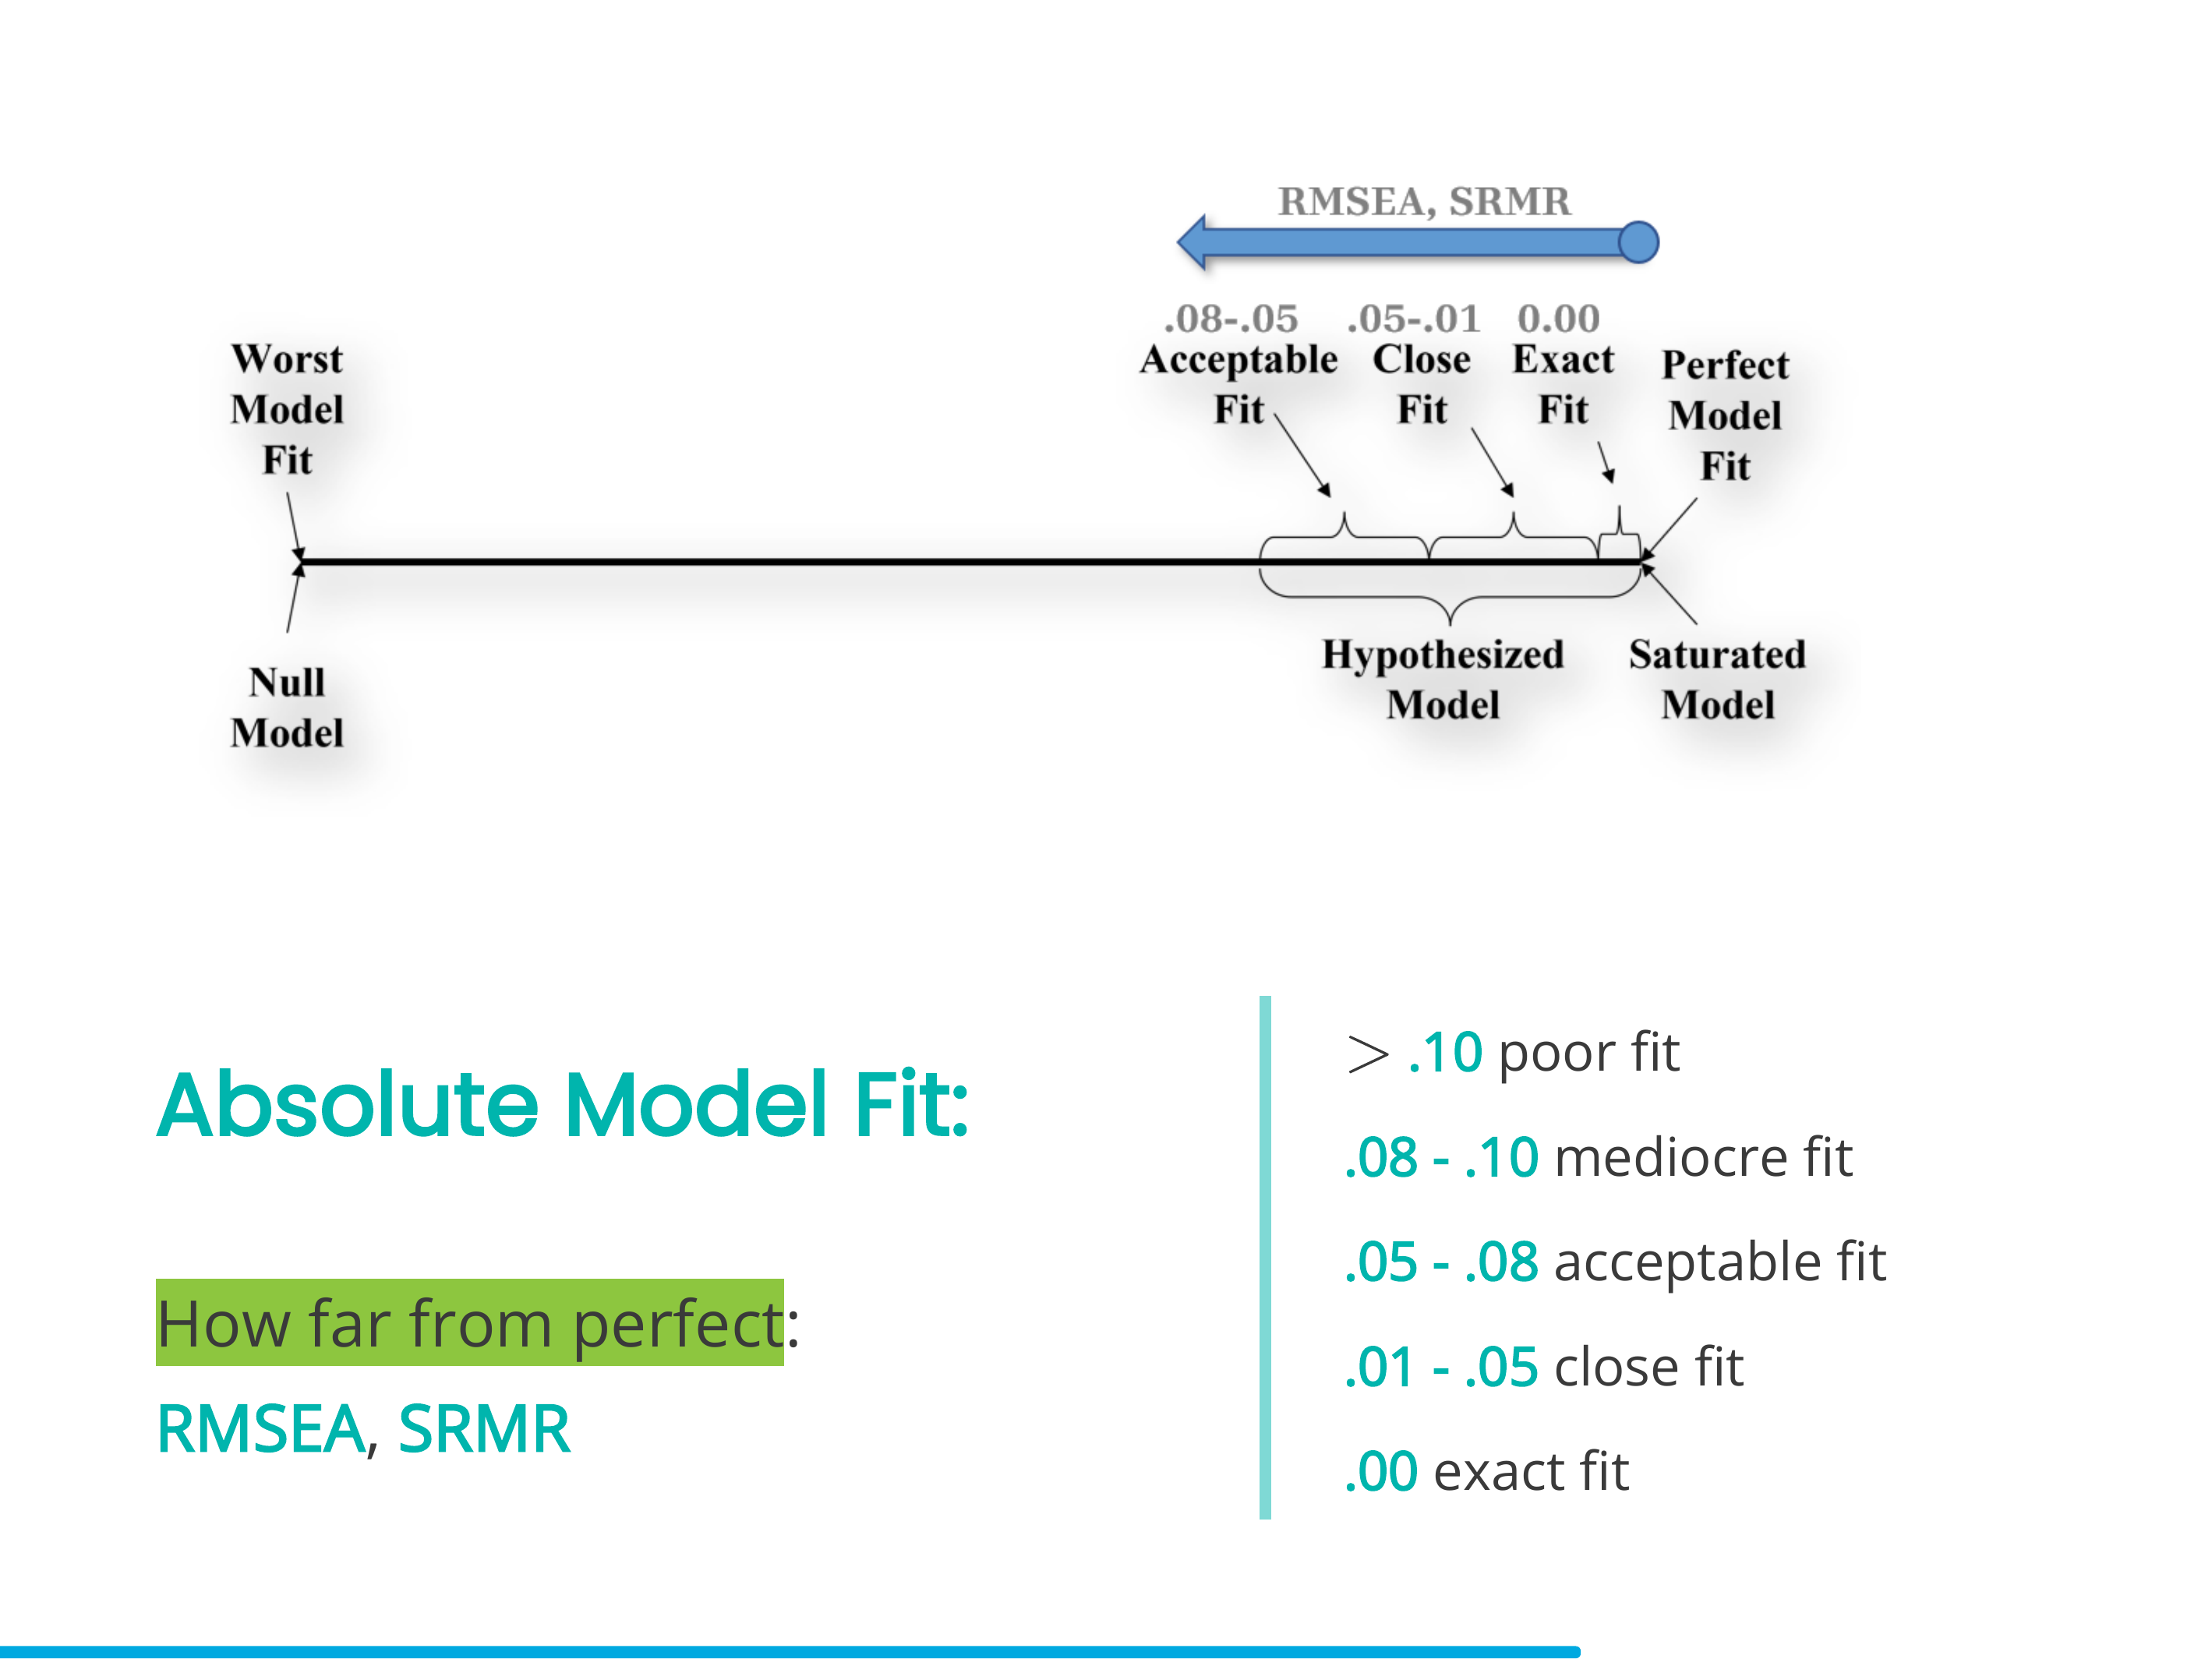 RMSEA, SRMR
.08-.05 .05-.01 0.00
Worst
Model
Fit
Acceptable
Fit
Close
Fit
Exact
Fit
Perfect
Model
Fit
Null
Model
Hypothesized
Model
Saturated
Model
Absolute Model Fit:
How far from perfect:
RMSEA, SRMR
> .10 poor fit
.08 - .10 mediocre fit
.05 - .08 acceptable fit
.01 - .05 close fit
.00 exact fit